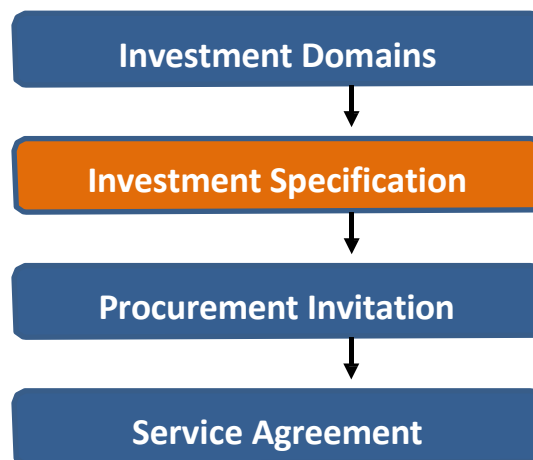 Investment Domains
Investment Specification
Procurement Invitation
Service Agreement